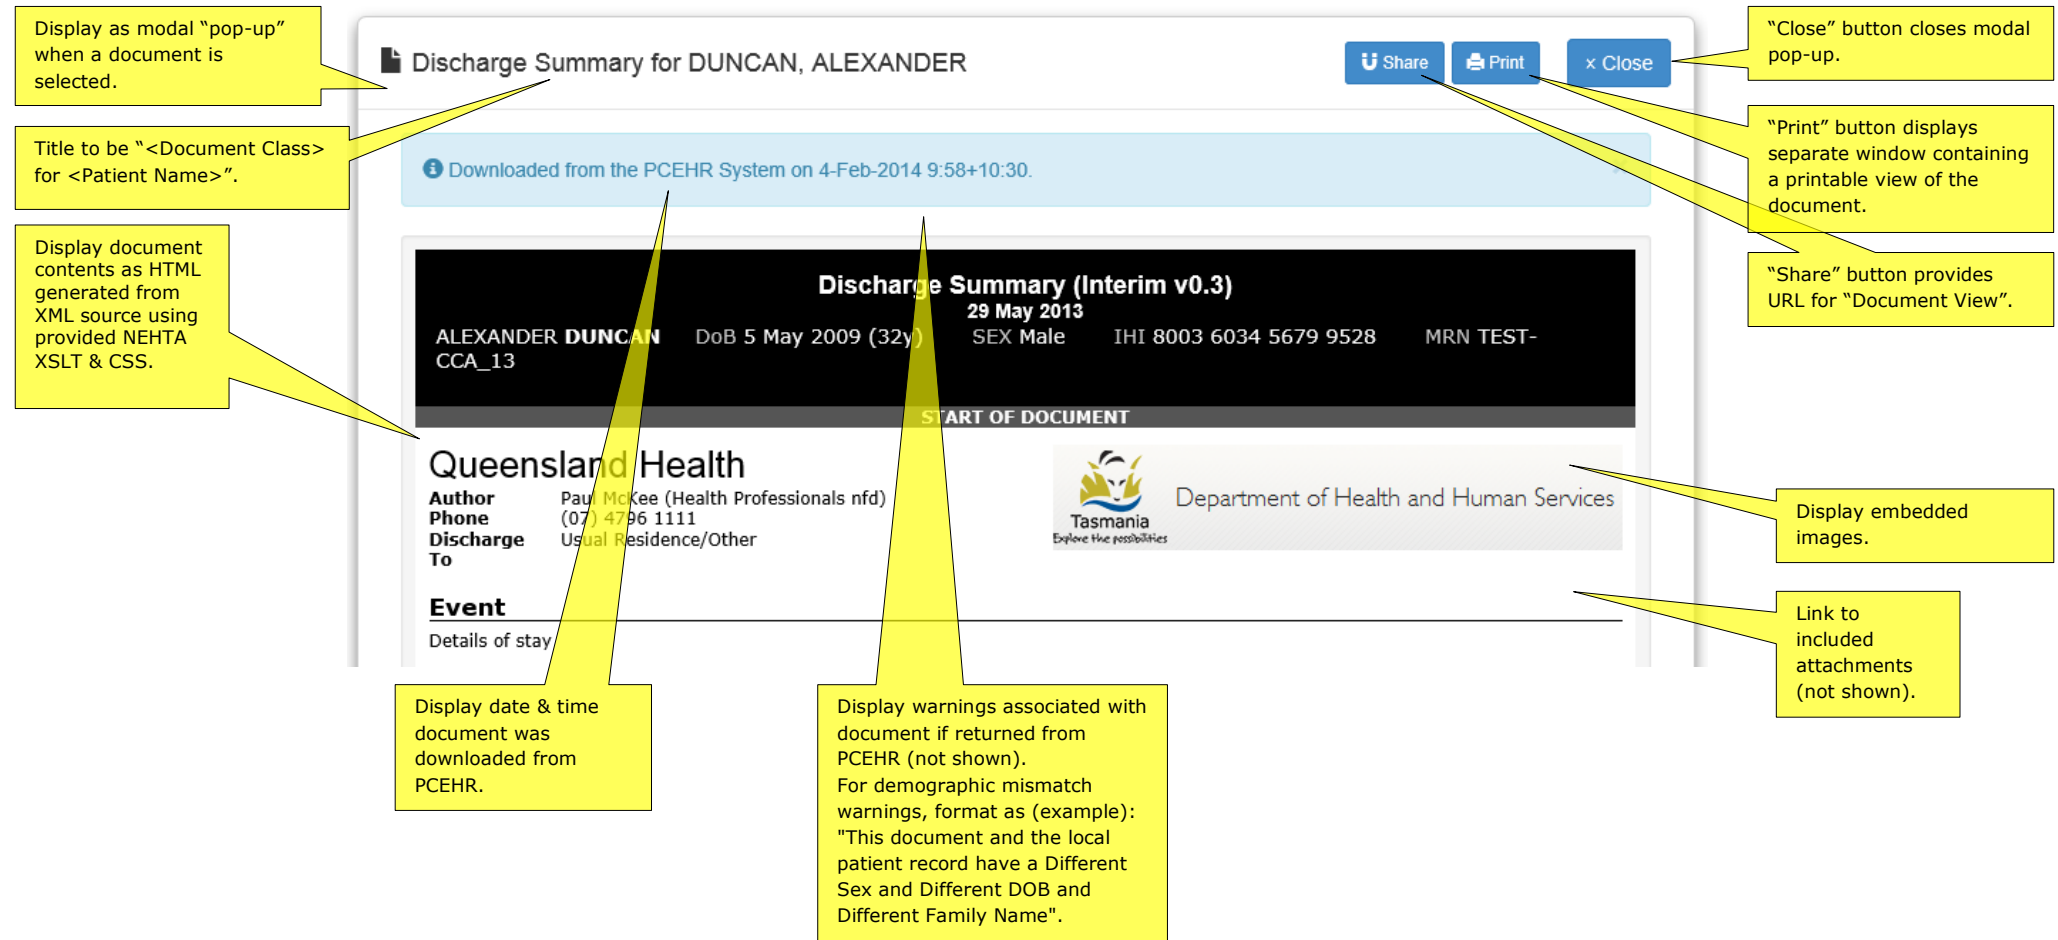 Display as modal “pop-up”
when a document is
selected.
Title to be “<Document Class>
for <Patient Name>”.
Display document
contents as HTML
generated from
XML source using
provided NEHTA
XSLT & CSS.
Discharge Summary for DUNCAN, ALEXANDER
Share
Print
× Close
Downloaded from the PCEHR System on 4-Feb-2014 9:58+10:30.
Discharge Summary (Interim v0.3)
29 May 2013
ALEXANDER DUNCAN DoB 5 May 2009 (32y) SEX Male IHI 8003 6034 5679 9528 MRN TEST-
CCA_13
START OF DOCUMENT
Queensland Health
Author Paul McKee (Health Professionals nfd)
Phone (07) 4796 1111
Discharge Usual Residence/Other
To
Tasmania
Explore the possibilities
Department of Health and Human Services
Event
Details of stay
“Close” button closes modal
pop-up.
“Print” button displays
separate window containing
a printable view of the
document.
“Share” button provides
URL for “Document View”.
Display embedded
images.
Link to
included
attachments
(not shown).
Display date & time
document was
downloaded from
PCEHR.
Display warnings associated with
document if returned from
PCEHR (not shown).
For demographic mismatch
warnings, format as (example):
"This document and the local
patient record have a Different
Sex and Different DOB and
Different Family Name".